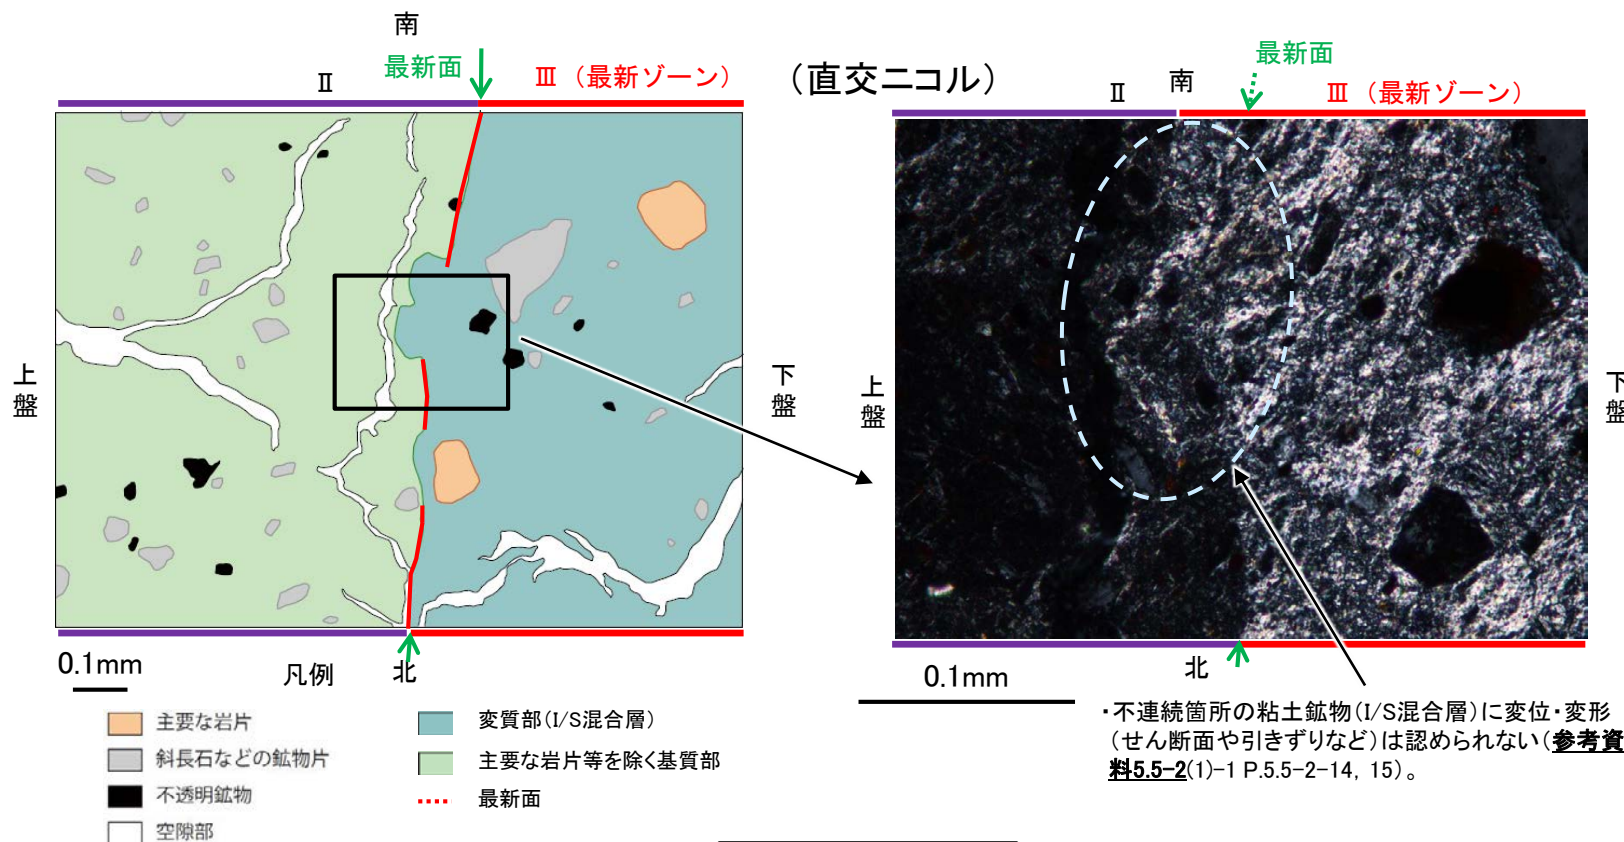 南
最新面
Ⅱ
Ⅲ（最新ゾーン）
上盤
下盤
0.1mm
凡例
北
主要な岩片
斜長石などの鉱物片
不透明鉱物
空隙部
変質部(I/S混合層)
主要な岩片等を除く基質部
最新面
（直交ニコル）
最新面
Ⅱ
南
Ⅲ（最新ゾーン）
上盤
下盤
0.1mm
北
・不連続箇所の粘土鉱物(I/S混合層)に変位・変形
（せん断面や引きずりなど）は認められない(参考資
料5.5-2(1)-1 P.5.5-2-14, 15)。